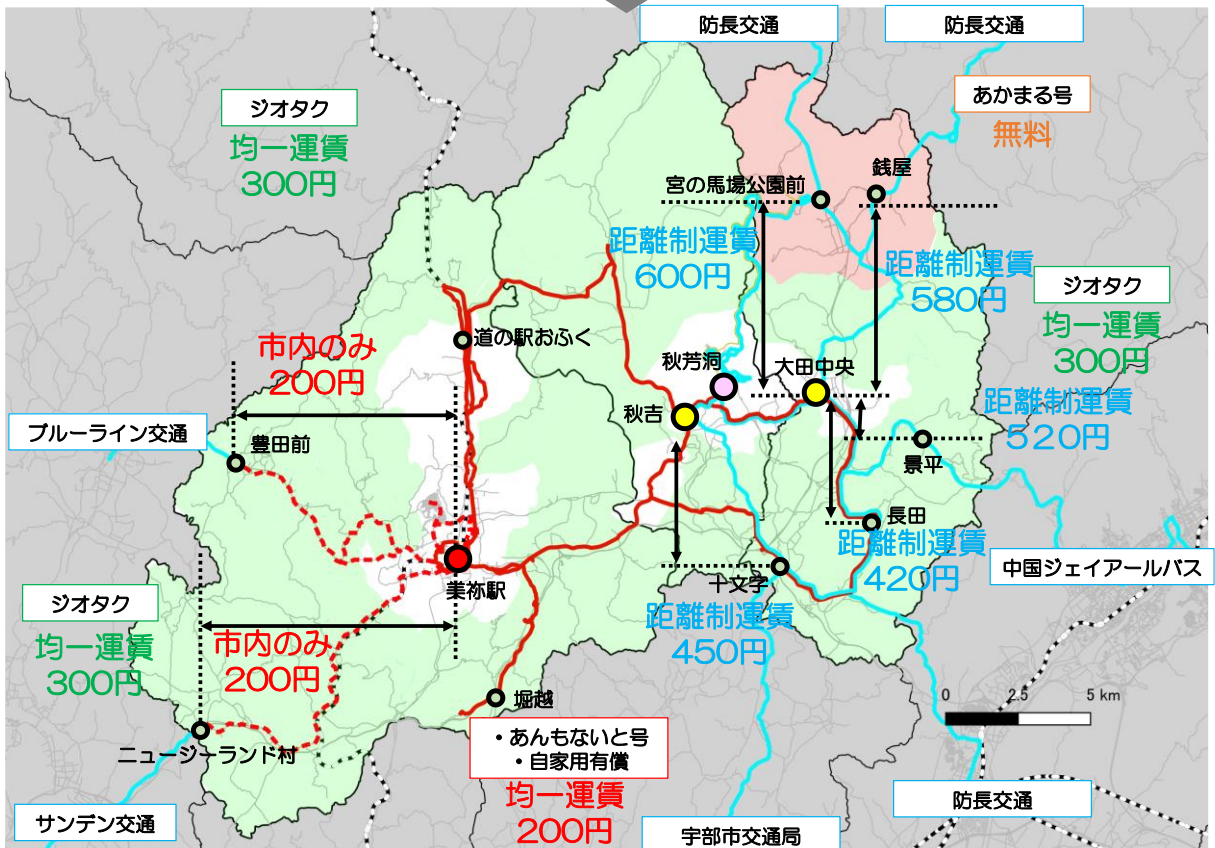 防長交通
防長交通
あかまる号
無料
ジオタク
均一運賃
300円
宮の馬場公園前
銭屋
距離制運賃
600円
距離制運賃
580円
ジオタク
均一運賃
300円
市内のみ
200円
道の駅おふく
秋芳洞
大田中央
秋吉
距離制運賃
520円
ブルーライン交通
豊田前
景平
長田
距離制運賃
420円
中国ジェイアールバス
美祢駅
十文字
距離制運賃
450円
ジオタク
均一運賃
300円
市内のみ
200円
堀越
0 2.5 5 km
ニュージーランド村
・あんもないと号
・自家用有償
均一運賃
200円
サンデン交通
宇部市交通局
防長交通